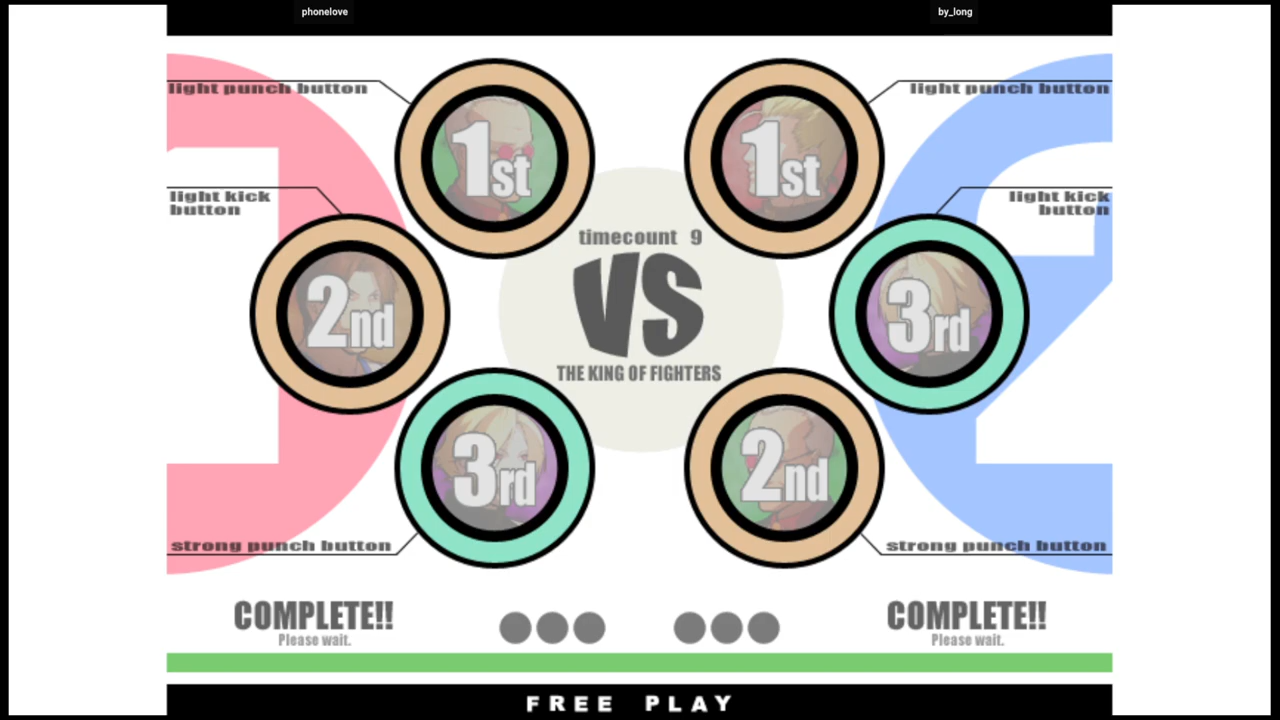 phonelove
by_long
light punch button
light punch button
1st
1st
light kick
button
light kick
button
timecount 9
VS
THE KING OF FIGHTERS
2nd
3rd
3rd
2nd
strong punch button
strong punch button
COMPLETE!!
Please wait.
COMPLETE!!
Please wait.
FREE PLAY